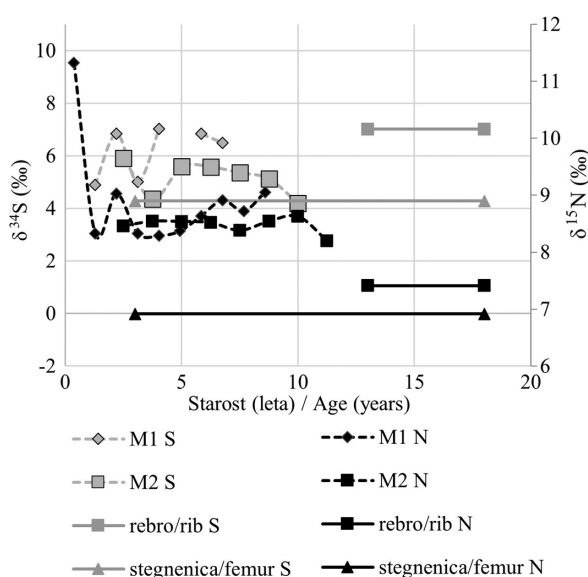 10
8
6
4
2
0
-2
δ ³⁴S (‰)
12
11
10
9
8
7
6
δ ¹⁵N (‰)
0 5 10 15 20
Starost (leta) / Age (years)
M1 S M1 N
M2 S M2 N
rebro/rib S rebro/rib N
stegnenica/femur S stegnenica/femur N